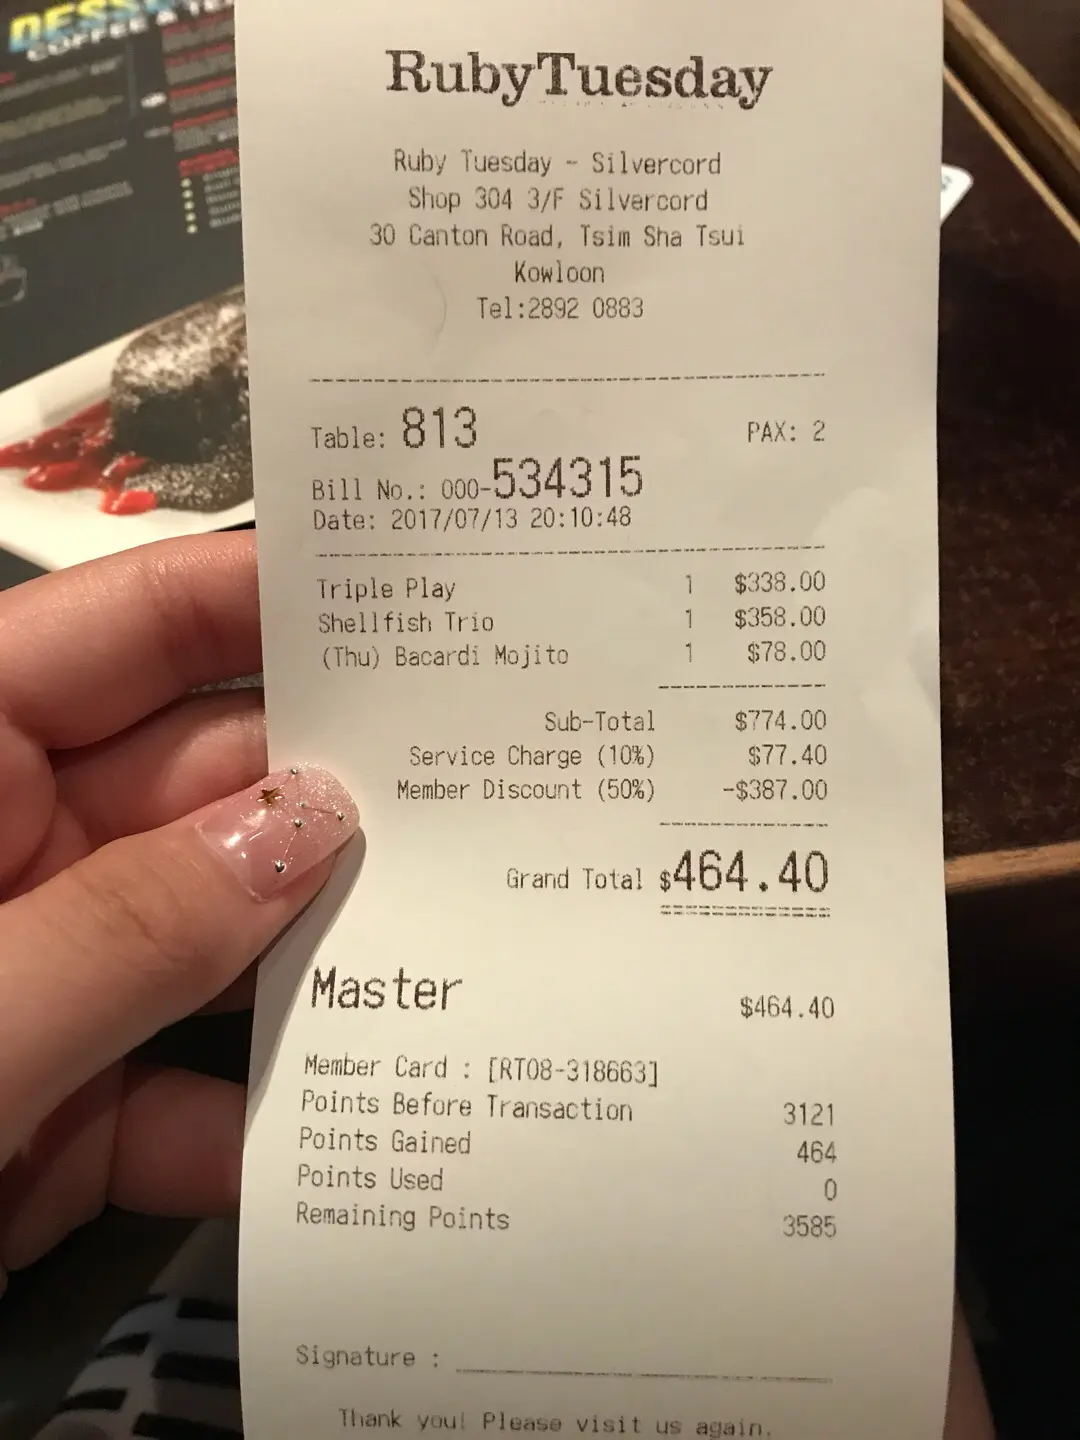 DESS
COFFEE & TE
RubyTuesday
Ruby Tuesday - Silvercord
Shop 304 3/F Silvercord
30 Canton Road, Tsim Sha Tsui
Kowloon
Tel:2892 0883
Table: 813 PAX: 2
Bill No.: 000-534315
Date: 2017/07/13 20:10:48
Triple Play 1 $338.00
Shellfish Trio 1 $358.00
(Thu) Bacardi Mojito 1 $78.00
Sub-Total $774.00
Service Charge (10%) $77.40
Member Discount (50%) -$387.00
Grand Total $464.40
Master $464.40
Member Card : [RT08-318663]
Points Before Transaction 3121
Points Gained 464
Points Used 0
Remaining Points 3585
Signature :
Thank you! Please visit us again.